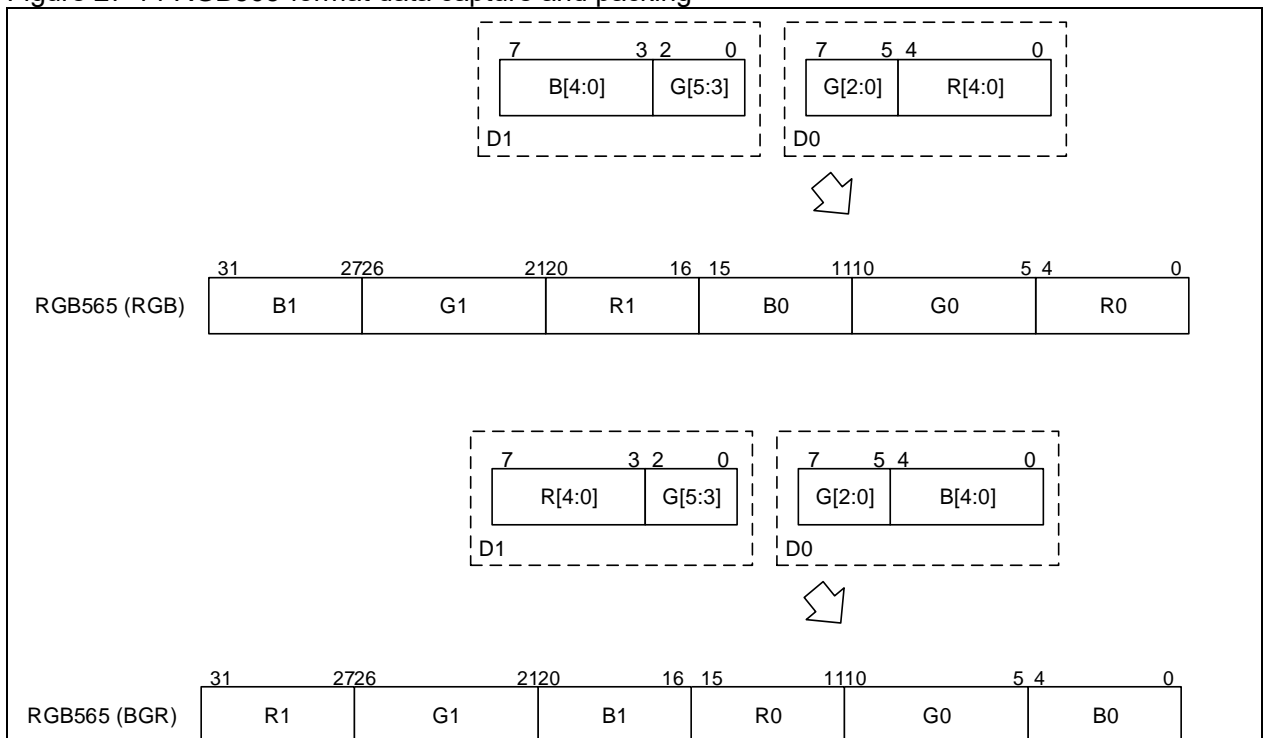 7 3 2 0 7 5 4 0
B[4:0] G[5:3] G[2:0] R[4:0]
D1 D0
31 2726 2120 16 15 1110 5 4 0
RGB565 (RGB) B1 G1 R1 B0 G0 R0
7 3 2 0 7 5 4 0
R[4:0] G[5:3] G[2:0] B[4:0]
D1 D0
31 2726 2120 16 15 1110 5 4 0
RGB565 (BGR) R1 G1 B1 R0 G0 B0